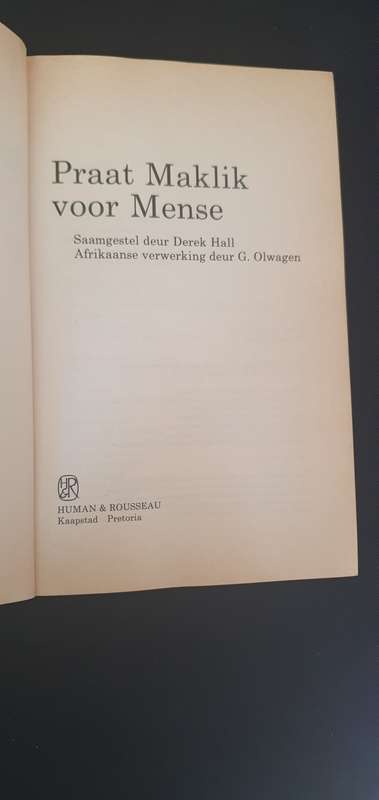 Praat Maklik
voor Mense
Saamgestel deur Derek Hall
Afrikaanse verwerking deur G. Olwagen
H&R
HUMAN & ROUSSEAU
Kaapstad Pretoria